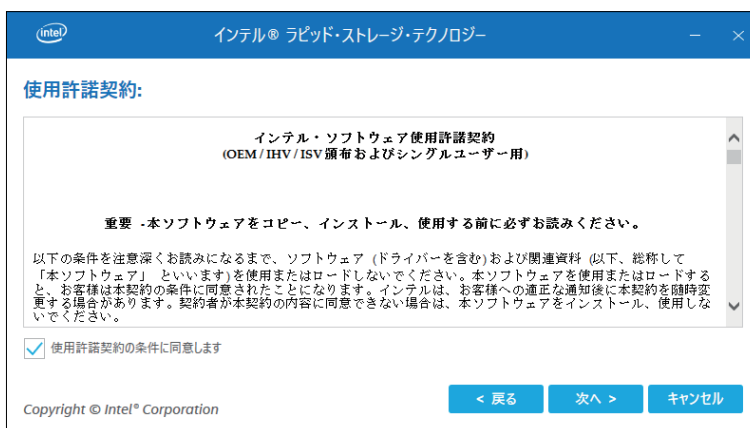 intel
インテル® ラピッド・ストレージ・テクノロジー
使用許諾契約:
インテル・ソフトウェア使用許諾契約
(OEM / IHV / ISV 頒布およびシングルユーザー用)
重要 -本ソフトウェアをコピー、インストール、使用する前に必ずお読みください。
以下の条件を注意深くお読みになるまで、ソフトウェア (ドライバーを含む) および関連資料 (以下、総称して
「本ソフトウェア」 といいます)を使用またはロードしないでください。本ソフトウェアを使用またはロードする
と、お客様は本契約の条件に同意されたことになります。インテルは、お客様への適正な通知後に本契約を随時変
更する場合があります。契約者が本契約の内容に同意できない場合は、本ソフトウェアをインストール、使用しな
いでください。
使用許諾契約の条件に同意します
< 戻る 次へ > キャンセル
Copyright © Intel® Corporation